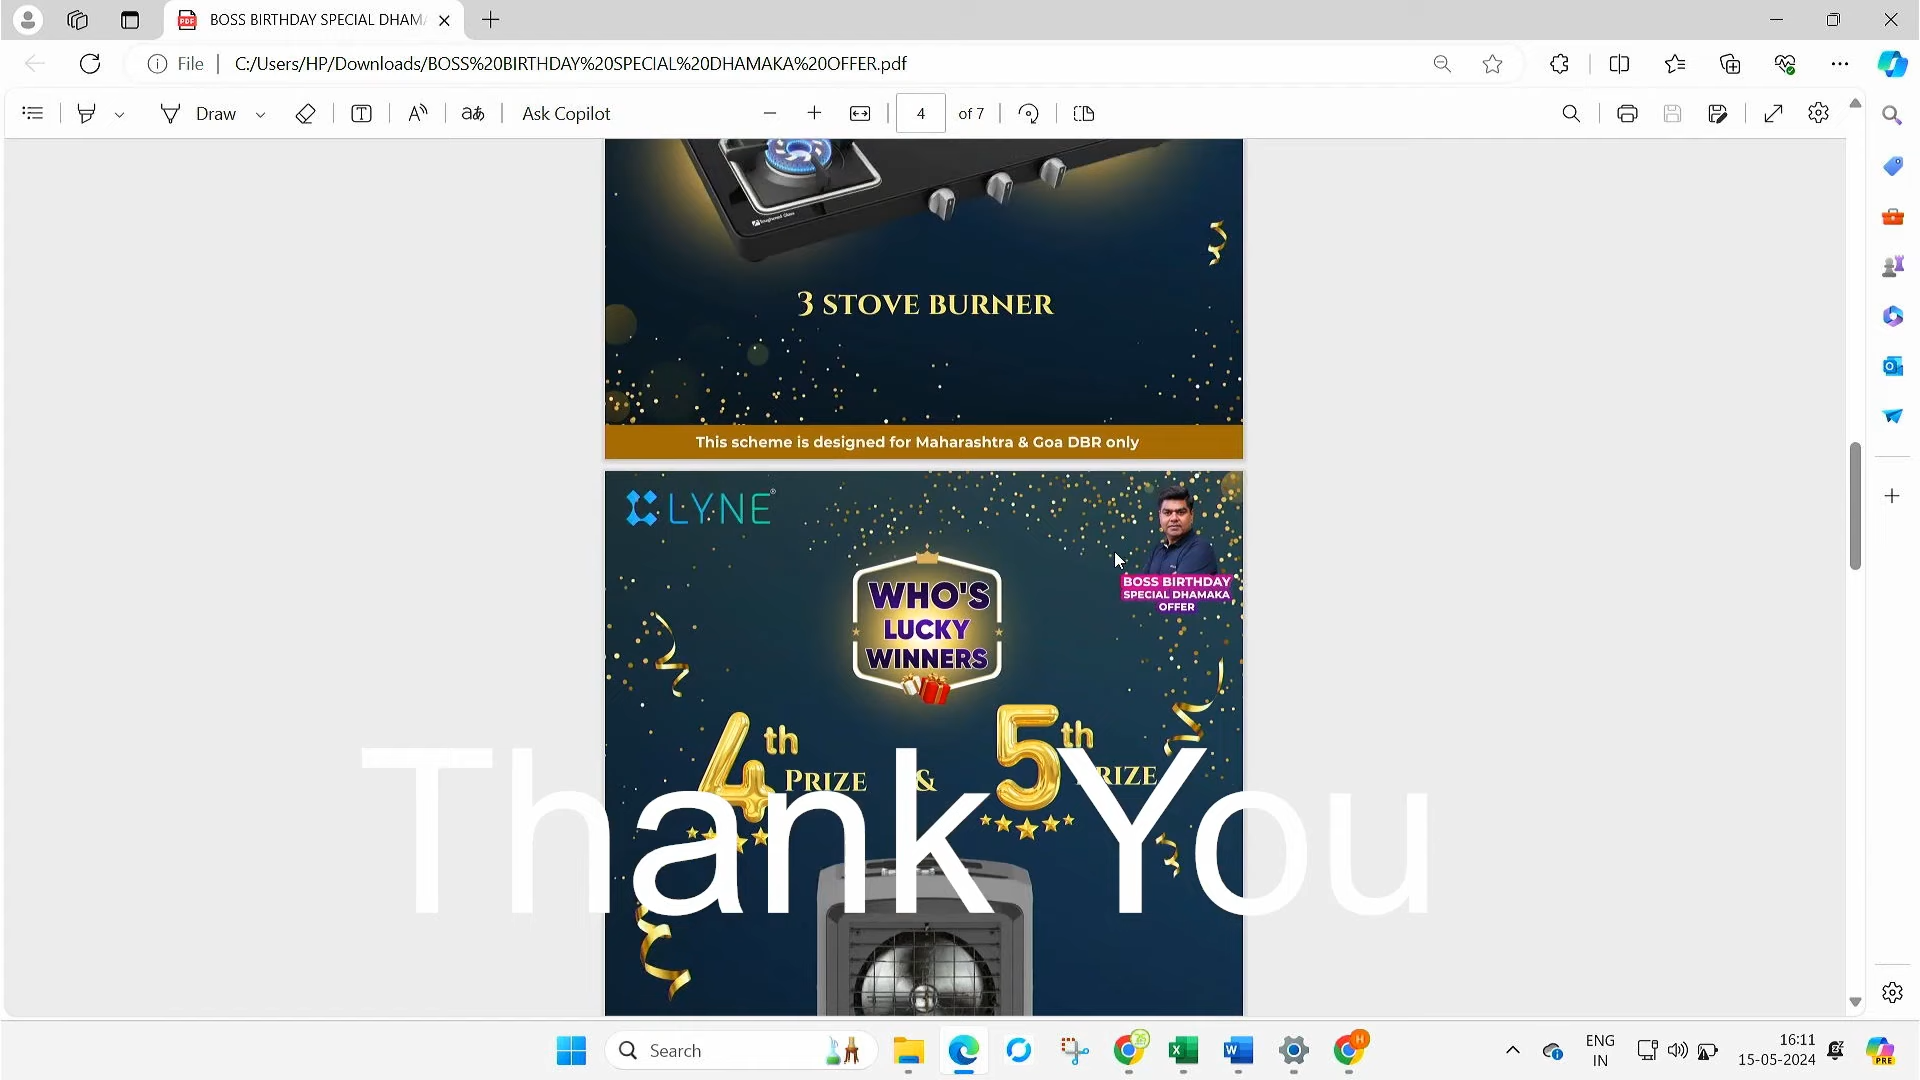 BOSS BIRTHDAY SPECIAL DHAM
File
C:/Users/HP/Downloads/BOSS%20BIRTHDAY%20SPECIAL%20DHAMAKA%20OFFER.pdf
Draw
Ask Copilot
4 of 7
3 STOVE BURNER
This scheme is designed for Maharashtra & Goa DBR only
LYNE®
BOSS BIRTHDAY
SPECIAL DHAMAKA
OFFER
WHO'S
LUCKY
WINNERS
4th PRIZE & 5th PRIZE
Thank You
Search
ENG
IN
16:11
15-05-2024